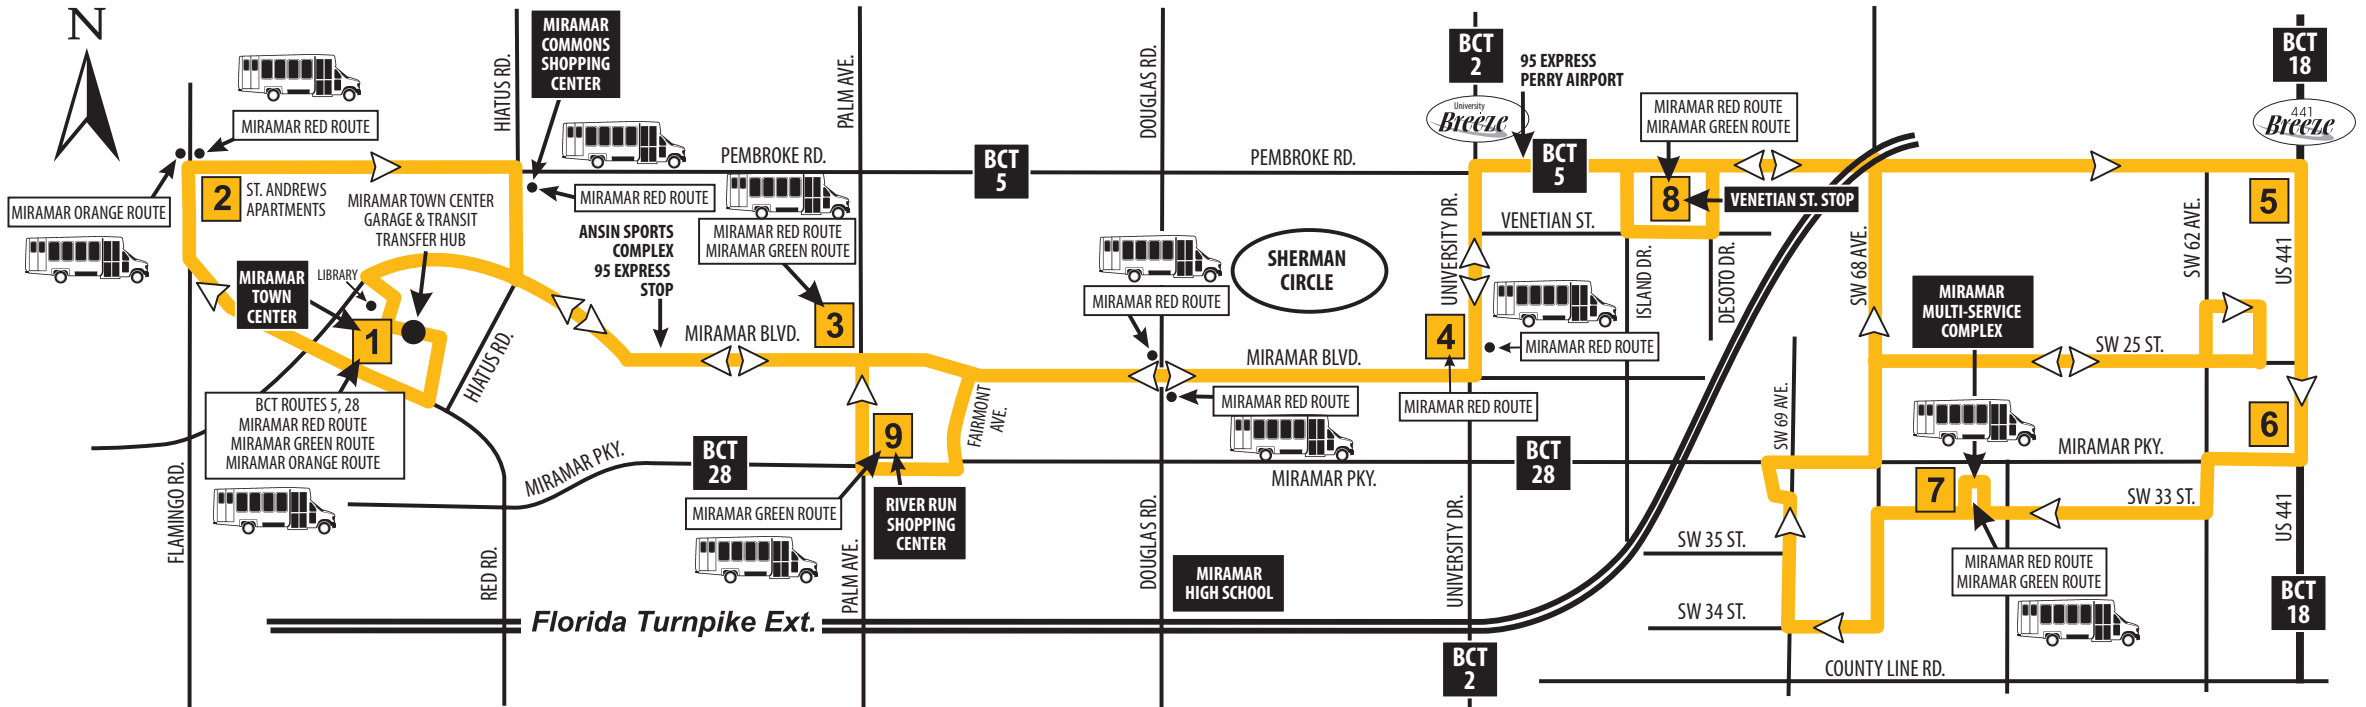 N
MIRAMAR RED ROUTE
MIRAMAR ORANGE ROUTE
2
ST. ANDREWS
APARTMENTS
HIATUS RD.
MIRAMAR
COMMONS
SHOPPING
CENTER
MIRAMAR RED ROUTE
MIRAMAR TOWN CENTER
GARAGE & TRANSIT
TRANSFER HUB
LIBRARY
MIRAMAR
TOWN
CENTER
1
HIATUS RD.
BCT ROUTES 5, 28
MIRAMAR RED ROUTE
MIRAMAR GREEN ROUTE
MIRAMAR ORANGE ROUTE
FLAMINGO RD.
RED RD.
MIRAMAR PKY.
ANSIN SPORTS
COMPLEX
95 EXPRESS
STOP
PALM AVE.
PEMBROKE RD.
MIRAMAR RED ROUTE
MIRAMAR GREEN ROUTE
3
MIRAMAR BLVD.
BCT
28
9
MIRAMAR GREEN ROUTE
RIVER RUN
SHOPPING
CENTER
PALM AVE.
FAIRMONT
AVE.
Florida Turnpike Ext.
BCT
5
DOUGLAS RD.
PEMBROKE RD.
MIRAMAR RED ROUTE
SHERMAN
CIRCLE
MIRAMAR BLVD.
MIRAMAR RED ROUTE
MIRAMAR PKY.
DOUGLAS RD.
MIRAMAR
HIGH SCHOOL
BCT
2
University
Breeze
95 EXPRESS
PERRY AIRPORT
BCT
5
UNIVERSITY DR.
VENETIAN ST.
4
MIRAMAR RED ROUTE
MIRAMAR RED ROUTE
BCT
28
UNIVERSITY DR.
BCT
2
MIRAMAR RED ROUTE
MIRAMAR GREEN ROUTE
8
VENETIAN ST. STOP
ISLAND DR.
DESOTO DR.
SW 68 AVE.
SW 69 AVE.
MIRAMAR
MULTI-SERVICE
COMPLEX
SW 25 ST.
SW 62 AVE.
BCT
18
441
Breeze
5
US 441
6
MIRAMAR PKY.
7
SW 33 ST.
SW 35 ST.
SW 34 ST.
MIRAMAR RED ROUTE
MIRAMAR GREEN ROUTE
US 441
BCT
18
COUNTY LINE RD.